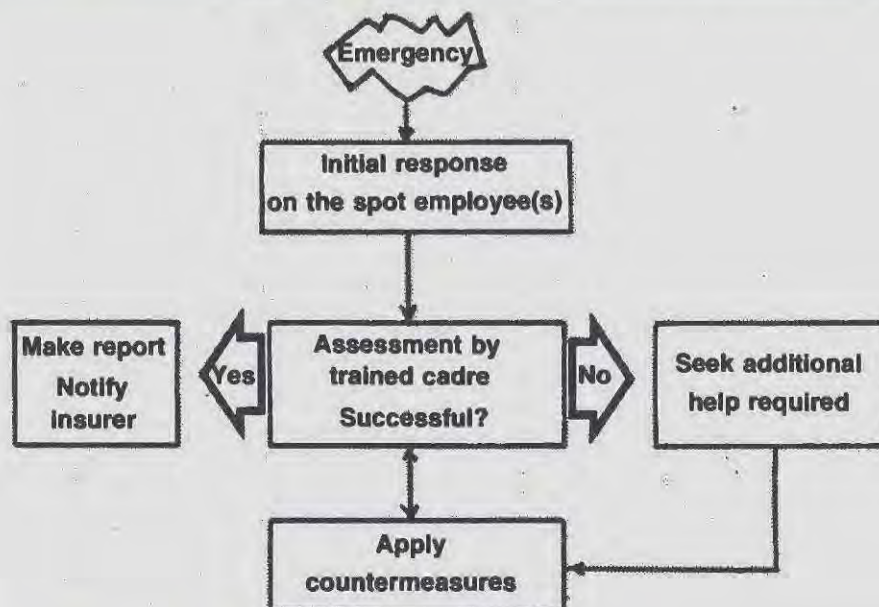 Emergency
Initial response
on the spot employee(s)
Make report
Notify
insurer
Yes
Assessment by
trained cadre
Successful?
No
Seek additional
help required
Apply
countermeasures